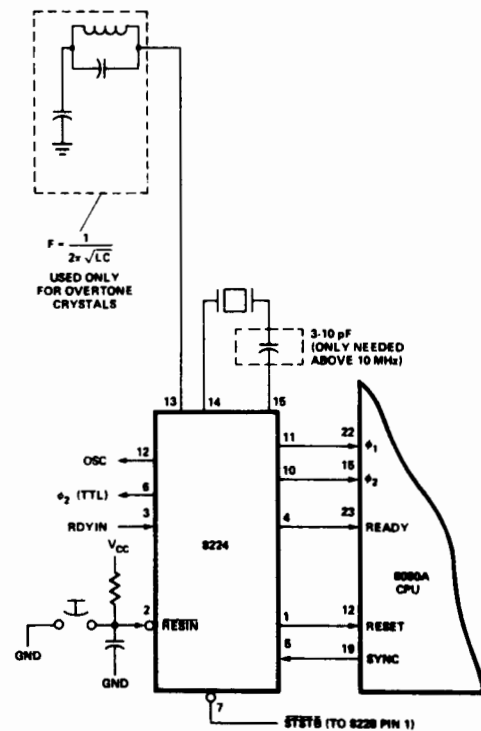 F = 1 / 2π √LC
USED ONLY
FOR OVERTONE
CRYSTALS
3-10 pF
(ONLY NEEDED
ABOVE 10 MHz)
13
14
15
OSC
12
11
22
ϕ1
ϕ2 (TTL)
6
10
15
ϕ2
RDYIN
3
4
23
READY
8224
8080A
CPU
VCC
2
RESIN
1
12
RESET
GND
5
19
SYNC
GND
7
STSTB (TO 8228 PIN 1)